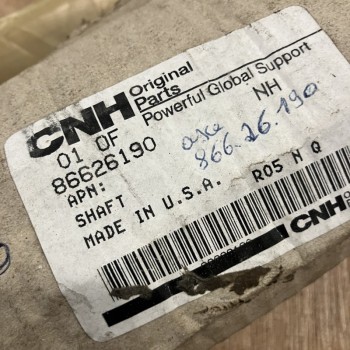 CNH Original
Parts
Powerful Global Support
01 OF
NH
86626190
axe
866.26.190
APN:
SHAFT
MADE IN U.S.A. R05 N Q
CNH